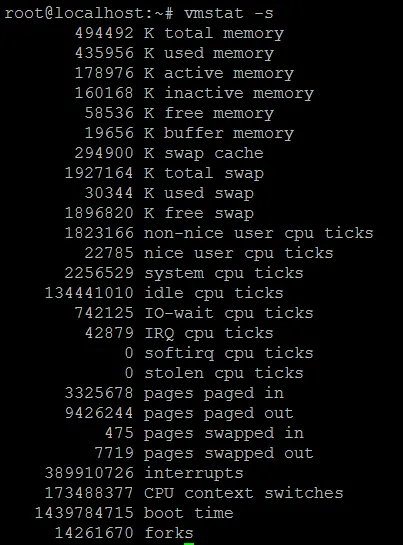 root@localhost:~# vmstat -s
494492 K total memory
435956 K used memory
178976 K active memory
160168 K inactive memory
58536 K free memory
19656 K buffer memory
294900 K swap cache
1927164 K total swap
30344 K used swap
1896820 K free swap
1823166 non-nice user cpu ticks
22785 nice user cpu ticks
2256529 system cpu ticks
134441010 idle cpu ticks
742125 IO-wait cpu ticks
42879 IRQ cpu ticks
0 softirq cpu ticks
0 stolen cpu ticks
3325678 pages paged in
9426244 pages paged out
475 pages swapped in
7719 pages swapped out
389910726 interrupts
173488377 CPU context switches
1439784715 boot time
14261670 forks